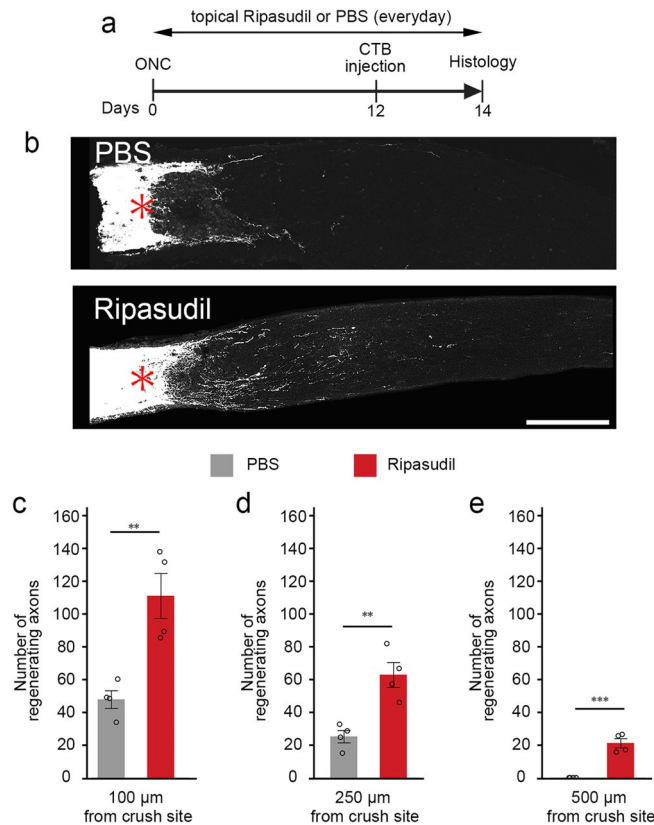 a
topical Ripasudil or PBS (everyday)
ONC
CTB
injection
Histology
Days
0
12
14
b
PBS
*
Ripasudil
*
PBS
Ripasudil
c
Number of
regenerating axons
160
140
120
100
80
60
40
20
0
**
100 µm
from crush site
d
Number of
regenerating axons
160
140
120
100
80
60
40
20
0
**
250 µm
from crush site
e
Number of
regenerating axons
160
140
120
100
80
60
40
20
0
***
500 µm
from crush site